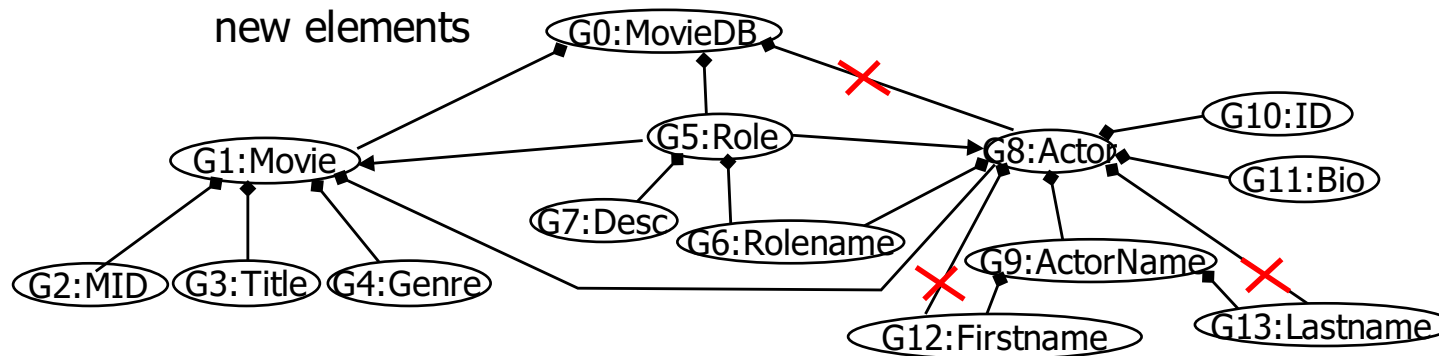 new elements
G0:MovieDB
G10:ID
G5:Role
G1:Movie
G8:Actor
G11:Bio
G7:Desc
G6:Rolename
G9:ActorName
G2:MID
G3:Title
G4:Genre
G12:Firstname
G13:Lastname